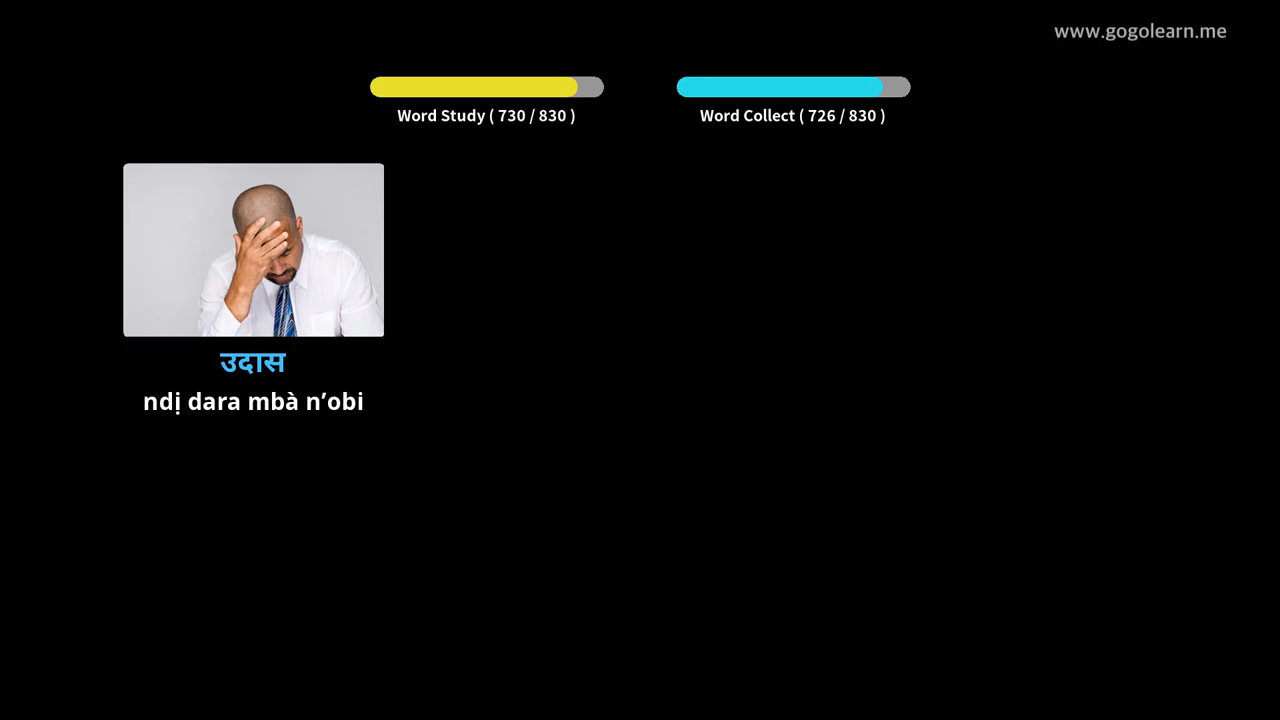 www.gogolearn.me
Word Study ( 730 / 830 )
Word Collect ( 726 / 830 )
उदास
ndị dara mbà n’obi